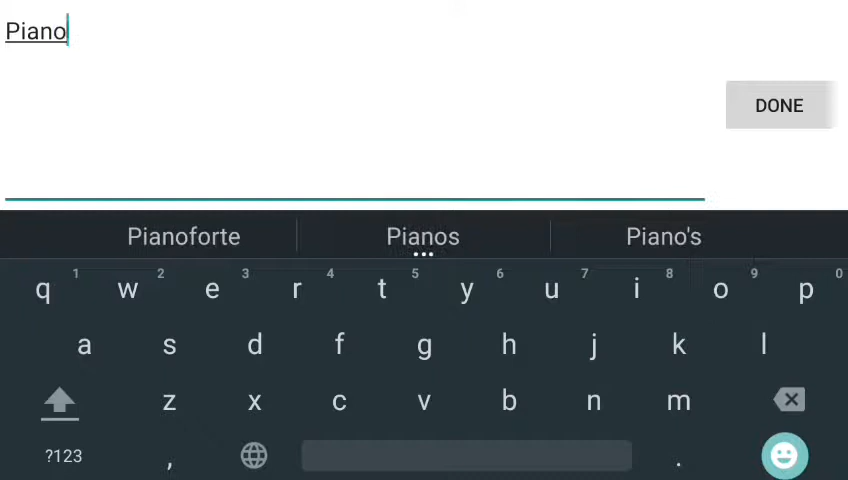 Piano
DONE
Pianoforte Pianos Piano's
q 1 w 2 e 3 r 4 t 5 y 6 u 7 i 8 o 9 p 0
a s d f g h j k l
z x c v b n m
?123 , .